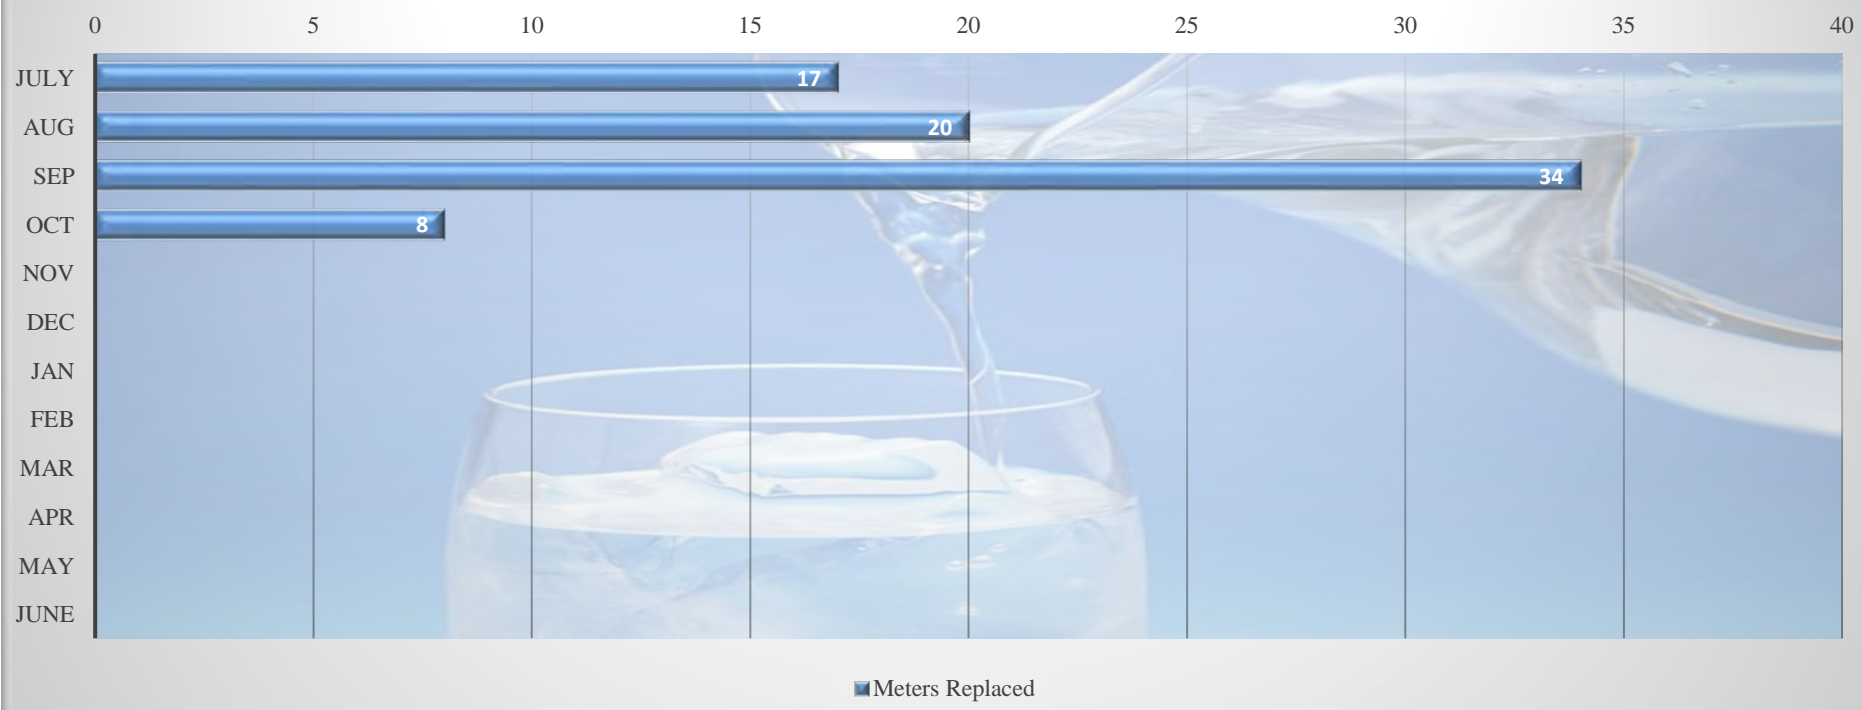 0 5 10 15 20 25 30 35 40
JULY 17
AUG 20
SEP 34
OCT 8
NOV
DEC
JAN
FEB
MAR
APR
MAY
JUNE
Meters Replaced